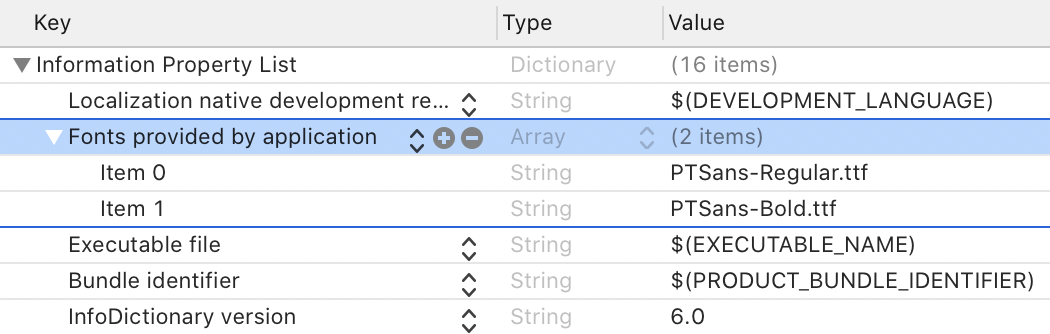 Key Type Value
Information Property List Dictionary (16 items)
Localization native development re... String $(DEVELOPMENT_LANGUAGE)
Fonts provided by application Array (2 items)
Item 0 String PTSans-Regular.ttf
Item 1 String PTSans-Bold.ttf
Executable file String $(EXECUTABLE_NAME)
Bundle identifier String $(PRODUCT_BUNDLE_IDENTIFIER)
InfoDictionary version String 6.0